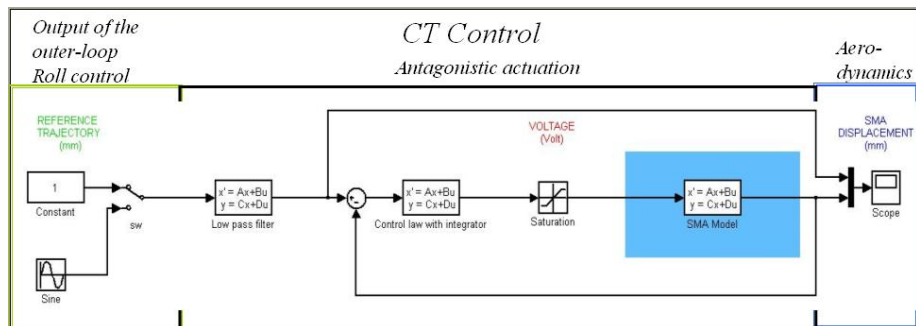 Output of the
outer-loop
Roll control
CT Control
Antagonistic actuation
Aero-
dynamics
REFERENCE
TRAJECTORY
(mm)
VOLTAGE
(Volt)
SMA
DISPLACEMENT
(mm)
1
Constant
sw
Sine
x' = Ax+Bu
y = Cx+Du
Low pass filter
+
-
x' = Ax+Bu
y = Cx+Du
Control law with integrator
Saturation
x' = Ax+Bu
y = Cx+Du
SMA Model
Scope